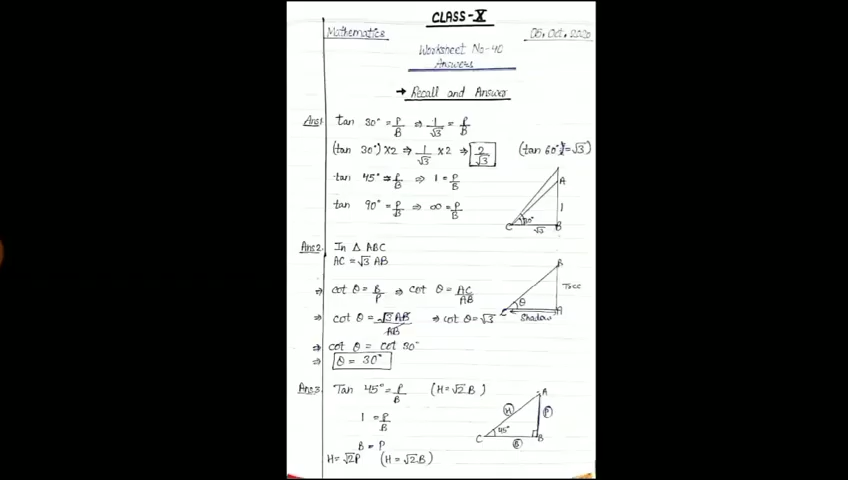 CLASS-X
Mathematics 05. Oct. 2020
Worksheet No-40
Answers
→ Recall and Answer
Ans1 tan 30° = P/B ⇒ 1/√3 = P/B
(tan 30°) ×2 ⇒ 1/√3 ×2 ⇒ 2/√3 (tan 60° = √3)
tan 45° = P/B ⇒ 1 = P/B
A
tan 90° = P/B ⇒ ∞ = P/B
1
30°
C √3 B
Ans2. In △ ABC
AC = √3 AB
B
⇒ cot θ = B/P ⇒ cot θ = AC/AB
Tree
θ
⇒ cot θ = √3 AB/AB ⇒ cot θ = √3
C Shadow A
⇒ cot θ = cot 30°
⇒ θ = 30°
Ans.3 Tan 45° = P/B (H = √2 B)
A
H P
1 = P/B
45°
C B B
B = P
H = √2P (H = √2B)